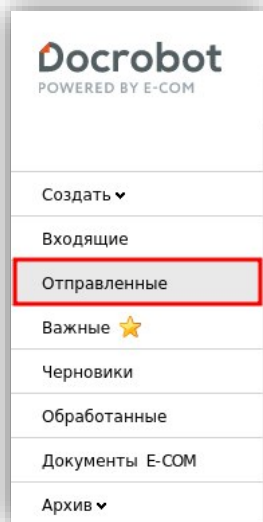 Docrobot
POWERED BY E-COM
Создать
Входящие
Отправленные
Важные
Черновики
Обработанные
Документы E-COM
Архив